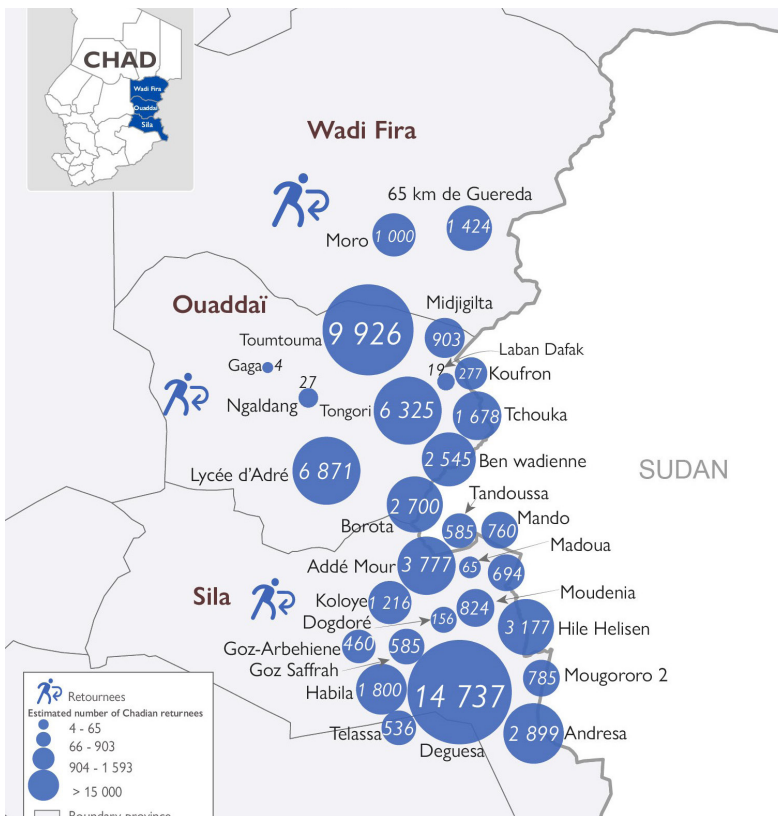 CHAD
Wadi Fira
Ouaddaï
Sila
Wadi Fira
65 km de Guereda
1 424
Moro
1 000
Ouaddaï
Midjigilta
903
Toumtouma
9 926
Laban Dafak
19
Gaga
4
277
Koufron
27
Ngaldang
Tongori
6 325
1 678
Tchouka
Lycée d’Adré
6 871
2 545
Ben wadienne
SUDAN
Tandoussa
585
Borota
2 700
Mando
760
Madoua
65
Addé Mour
3 777
694
Sila
Koloye
1 216
Moudenia
824
Dogdoré
156
3 177
Hile Helisen
Goz-Arbehiene
460
Goz Saffrah
585
Mougororo 2
785
Habila
1 800
14 737
Deguesa
Telassa
536
2 899
Andresa
Retournees
Estimated number of Chadian returnees
4 - 65
66 - 903
904 - 1 593
> 15 000
Boundary province